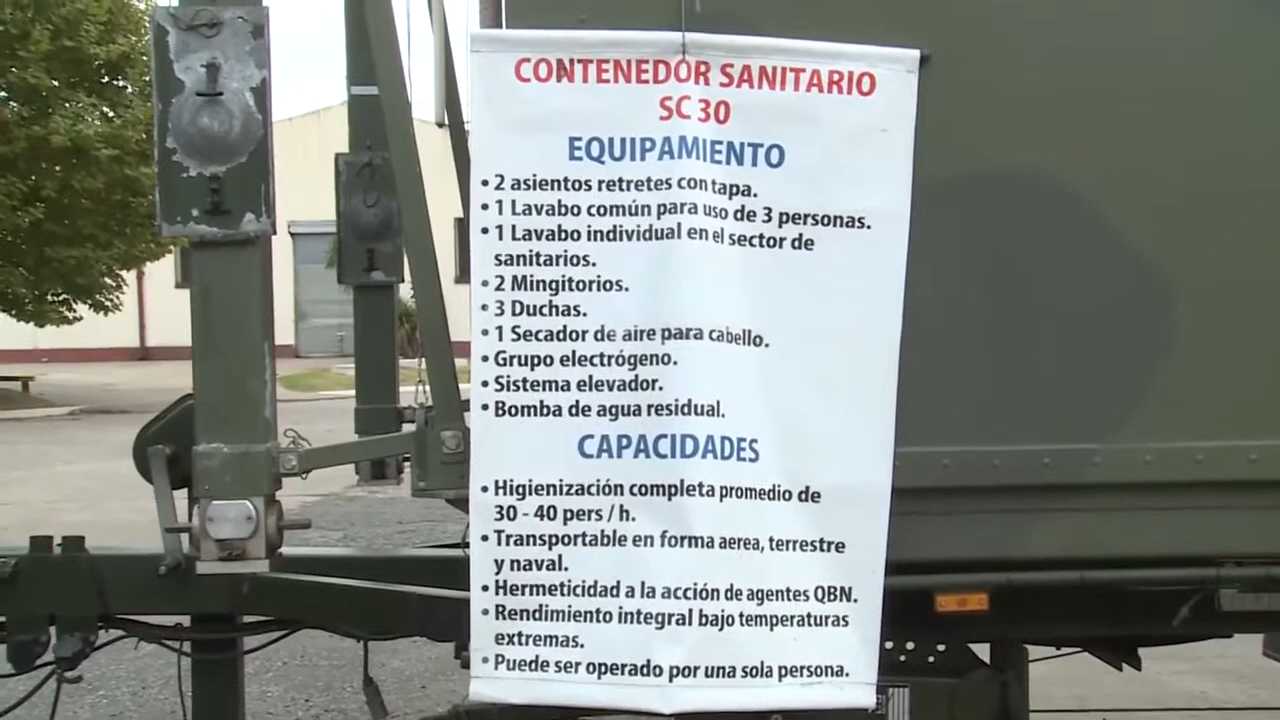 CONTENEDOR SANITARIO
SC 30
EQUIPAMIENTO
• 2 asientos retretes con tapa.
• 1 Lavabo común para uso de 3 personas.
• 1 Lavabo individual en el sector de
sanitarios.
• 2 Mingitorios.
• 3 Duchas.
• 1 Secador de aire para cabello.
• Grupo electrógeno.
• Sistema elevador.
• Bomba de agua residual.
CAPACIDADES
• Higienización completa promedio de
30 - 40 pers / h.
• Transportable en forma aerea, terrestre
y naval.
• Hermeticidad a la acción de agentes QBN.
• Rendimiento integral bajo temperaturas
extremas.
• Puede ser operado por una sola persona.